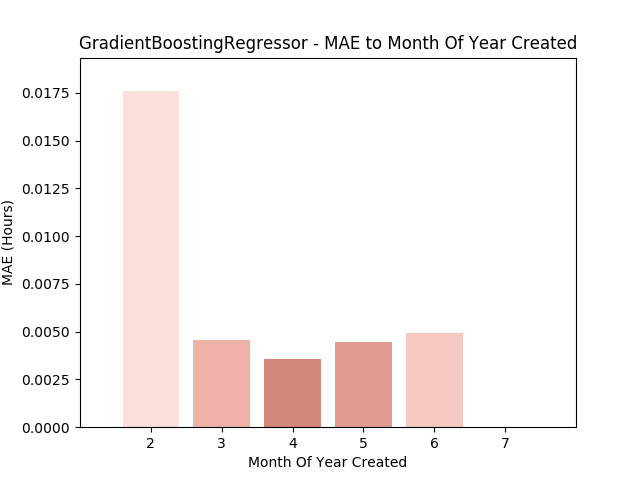 GradientBoostingRegressor - MAE to Month Of Year Created
MAE (Hours)
0.0175
0.0150
0.0125
0.0100
0.0075
0.0050
0.0025
0.0000
2 3 4 5 6 7
Month Of Year Created